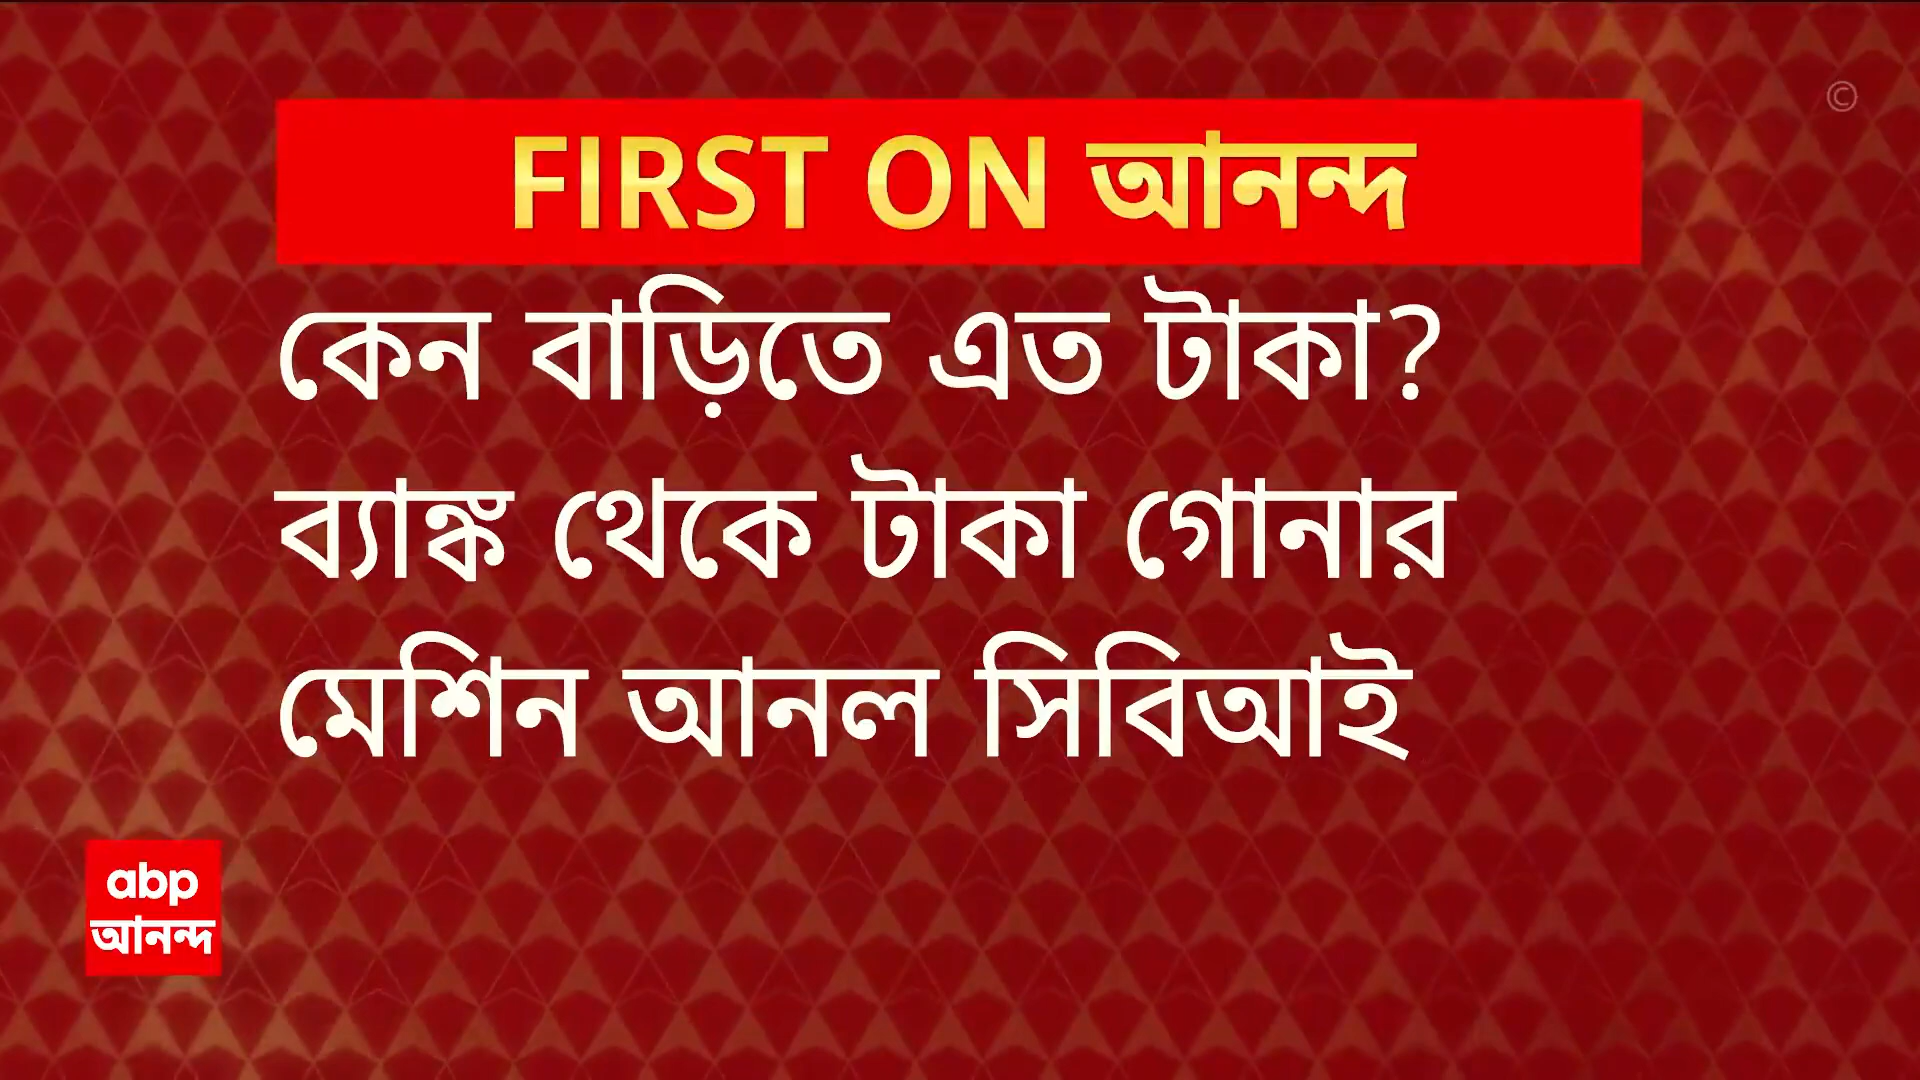 ©
FIRST ON আনন্দ
কেন বাড়িতে এত টাকা?
ব্যাঙ্ক থেকে টাকা গোনার
মেশিন আনল সিবিআই
abp
আনন্দ